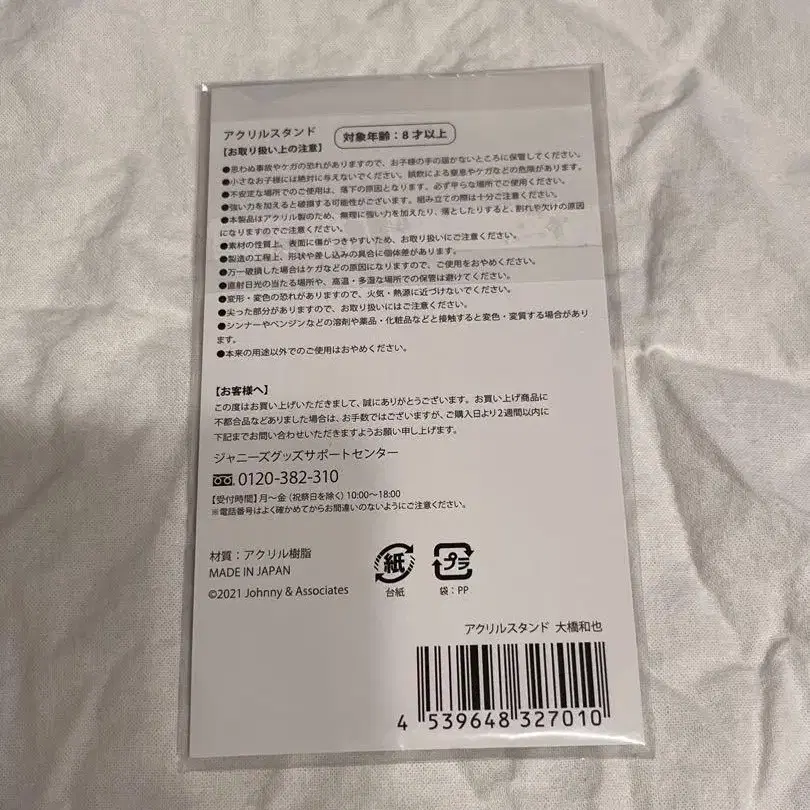 アクリルスタンド 対象年齢：8才以上
【お取り扱い上の注意】
●思わぬ事故やケガの恐れがありますので、お子様の手の届かないところに保管してください。
●小さなお子様には絶対に与えないでください。誤飲による窒息やケガなどの危険があります。
●不安定な場所でのご使用は、落下の原因となります。必ず平らな場所でご使用ください。
●強い力を加えると破損する可能性がございます。組み立ての際は十分ご注意ください。
●本製品はアクリル製のため、無理に強い力を加えたり、落としたりすると、割れや欠けの原因
になりますのでご注意ください。
●素材の性質上、表面に傷がつきやすいため、お取り扱いにご注意ください。
●製造の工程上、形状や差し込みの具合に個体差があります。
●万一破損した場合はケガなどの原因になりますので、ご使用をおやめください。
●直射日光の当たる場所や、高温・多湿な場所での保管は避けてください。
●変形・変色の恐れがありますので、火気・熱源に近づけないでください。
●尖った部分がありますので、お取り扱いにはご注意ください。
●シンナーやベンジンなどの溶剤や薬品・化粧品などと接触すると変色・変質する場合があり
ます。
●本来の用途以外でのご使用はおやめください。
【お客様へ】
この度はお買い上げいただきまして、誠にありがとうございます。お買い上げ商品に
不都合品などありました場合は、お手数ではございますが、ご購入日より2週間以内に
下記までお問い合わせいただきますようお願い申し上げます。
ジャニーズグッズサポートセンター
0120-382-310
【受付時間】月〜金（祝祭日を除く）10:00〜18:00
※電話番号はよく確かめてからお間違いのないようにご注意ください。
材質：アクリル樹脂
MADE IN JAPAN
©2021 Johnny & Associates
紙
台紙
プラ
袋：PP
アクリルスタンド 大橋和也
4 539648 327010